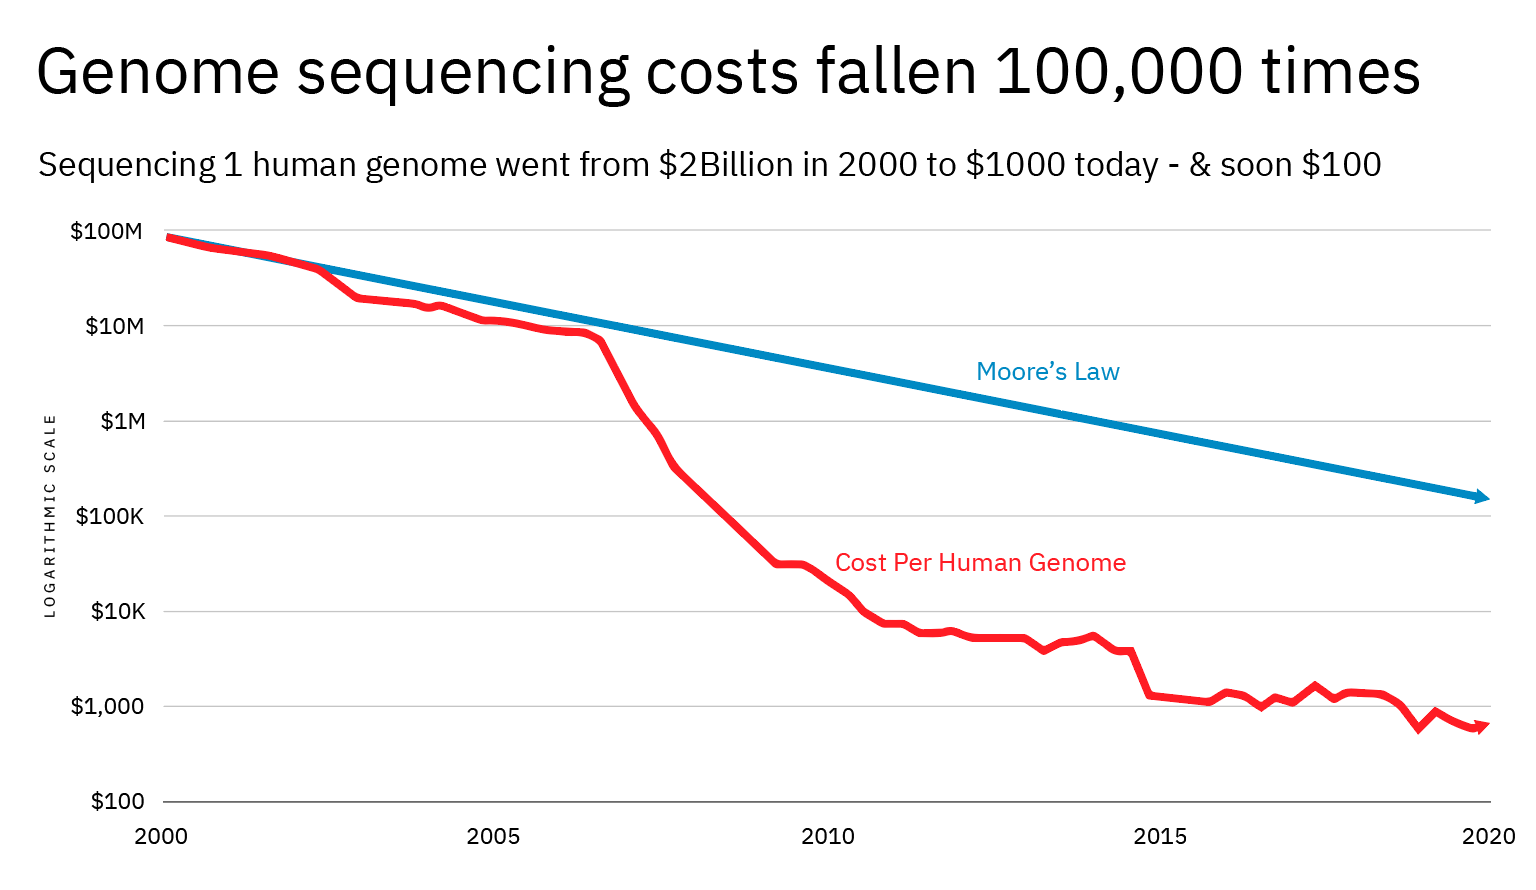 Genome sequencing costs fallen 100,000 times
Sequencing 1 human genome went from $2Billion in 2000 to $1000 today - & soon $100
$100M
$10M
Moore’s Law
$1M
LOGARITHMIC SCALE
$100K
Cost Per Human Genome
$10K
$1,000
$100
2000 2005 2010 2015 2020